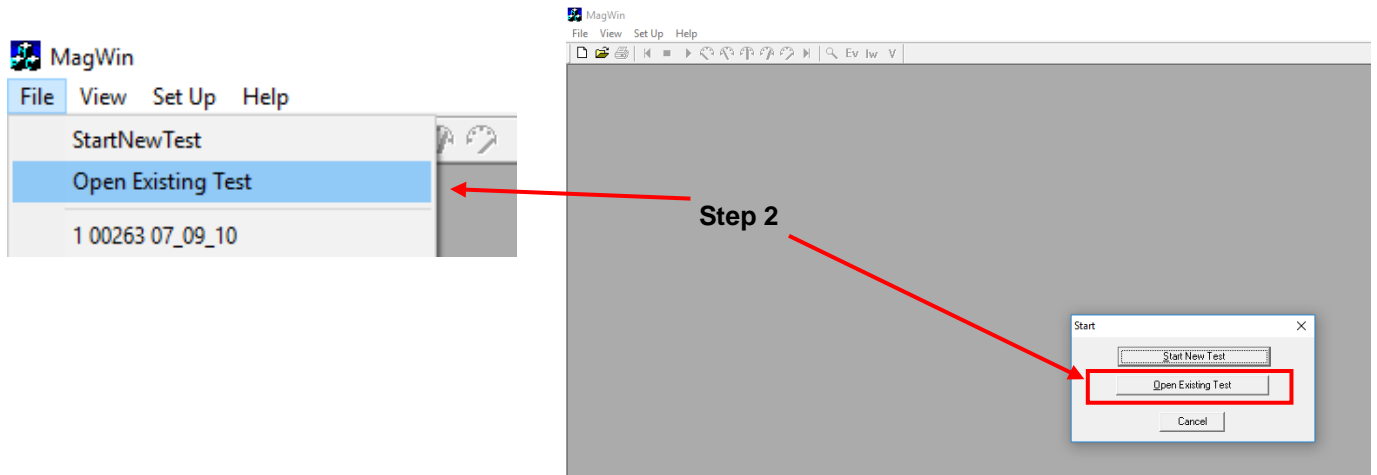 MagWin
File View Set Up Help
StartNewTest
Open Existing Test
1 00263 07_09_10
Step 2
MagWin
File View Set Up Help
Ev Iw V
Start
Start New Test
Open Existing Test
Cancel